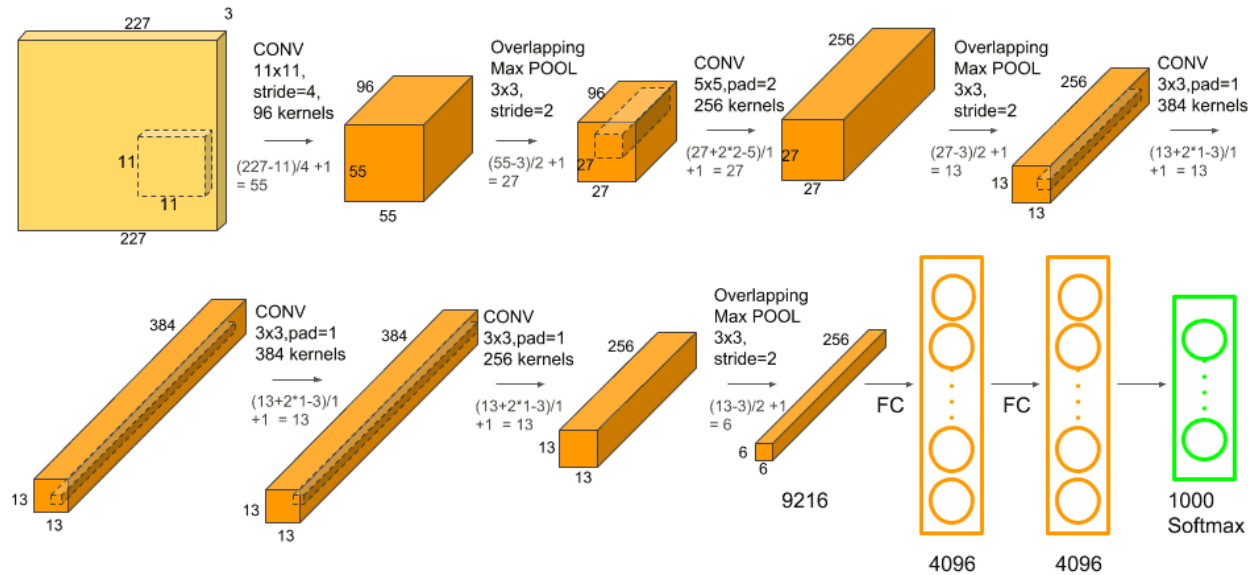 227
3
11
11
227
CONV
11x11,
stride=4,
96 kernels
(227-11)/4 +1
= 55
96
55
55
Overlapping
Max POOL
3x3,
stride=2
(55-3)/2 +1
= 27
96
27
27
CONV
5x5,pad=2
256 kernels
(27+2*2-5)/1
+1 = 27
256
27
27
Overlapping
Max POOL
3x3,
stride=2
(27-3)/2 +1
= 13
256
13
13
CONV
3x3,pad=1
384 kernels
(13+2*1-3)/1
+1 = 13
384
13
13
CONV
3x3,pad=1
384 kernels
(13+2*1-3)/1
+1 = 13
384
13
13
CONV
3x3,pad=1
256 kernels
(13+2*1-3)/1
+1 = 13
256
13
13
Overlapping
Max POOL
3x3,
stride=2
(13-3)/2 +1
= 6
256
6
6
9216
FC
4096
FC
4096
1000
Softmax